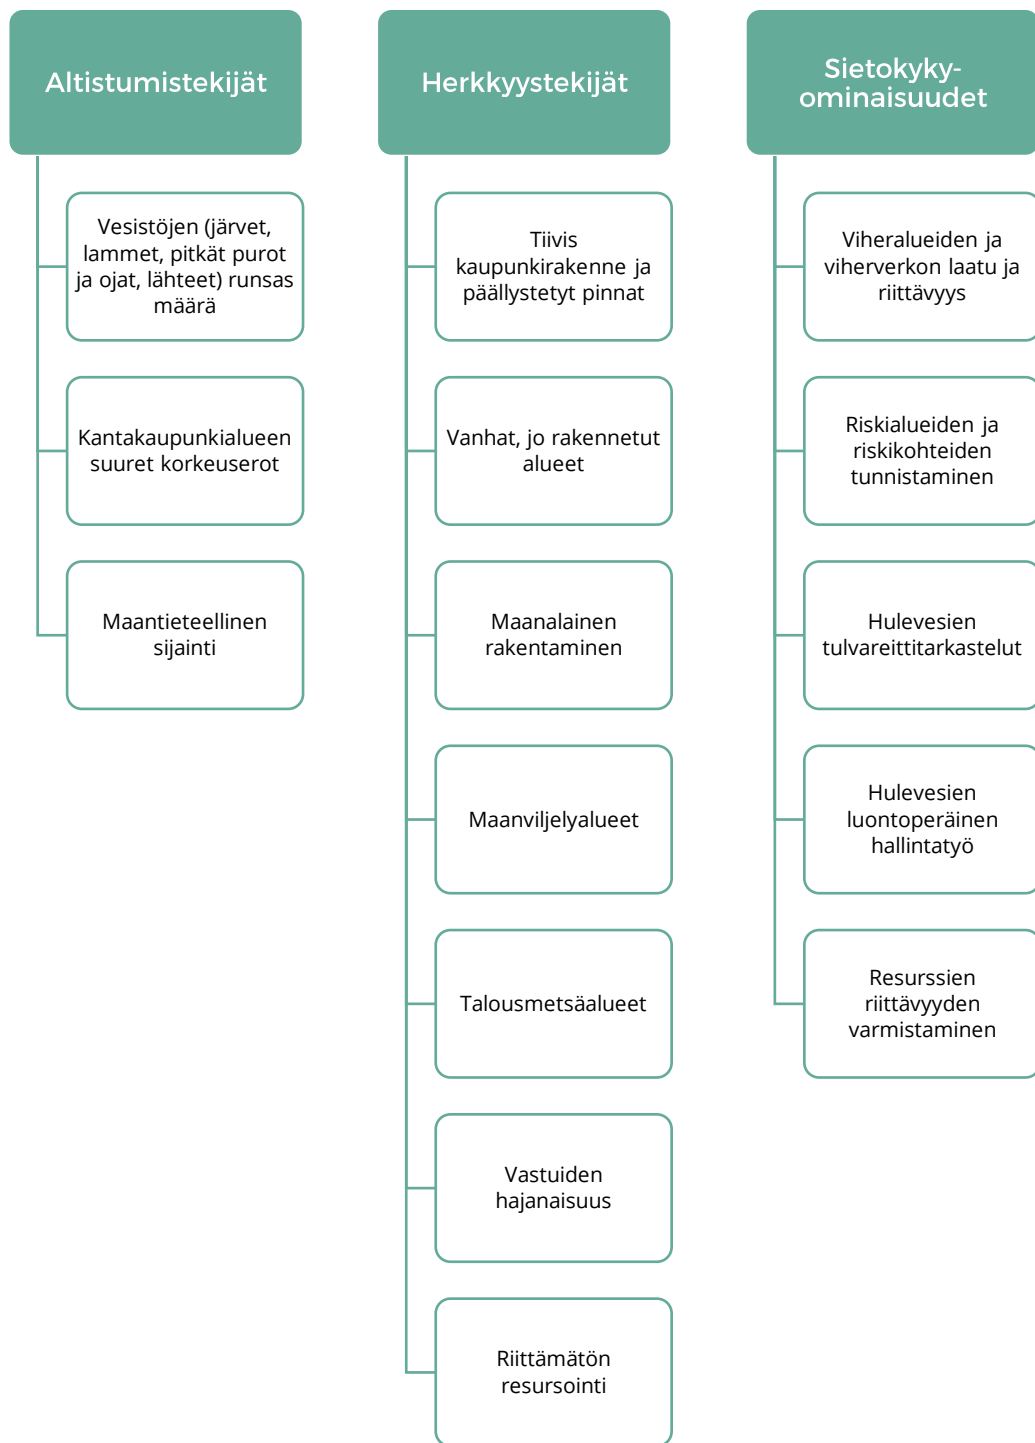 Altistumistekijät
Vesistöjen (järvet,
lammet, pitkät purot
ja ojat, lähteet) runsas
määrä
Kantakaupunkialueen
suuret korkeuserot
Maantieteellinen
sijainti
Herkkyystekijät
Tiivis
kaupunkirakenne ja
päällystetyt pinnat
Vanhat, jo rakennetut
alueet
Maanalainen
rakentaminen
Maanviljelyalueet
Talousmetsäalueet
Vastuiden
hajanaisuus
Riittämätön
resursointi
Sietokyky-
ominaisuudet
Viheralueiden ja
viherverkon laatu ja
riittävyys
Riskialueiden ja
riskikohteiden
tunnistaminen
Hulevesien
tulvareittitarkastelut
Hulevesien
luontoperäinen
hallintatyö
Resurssien
riittävyyden
varmistaminen